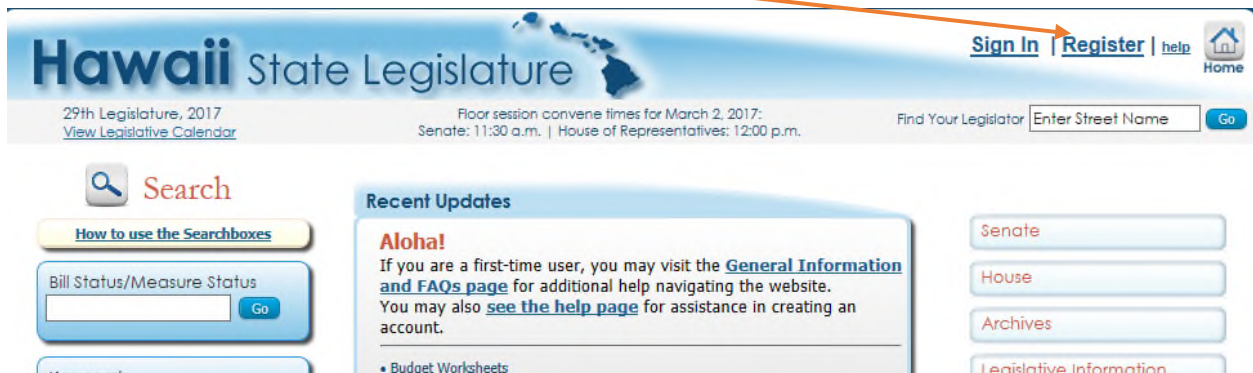 Hawaii State Legislature
Sign In | Register | help
Home
29th Legislature, 2017
View Legislative Calendar
Floor session convene times for March 2, 2017:
Senate: 11:30 a.m. | House of Representatives: 12:00 p.m.
Find Your Legislator Enter Street Name Go
Search
How to use the Searchboxes
Bill Status/Measure Status
Go
Recent Updates
Aloha!
If you are a first-time user, you may visit the General Information
and FAQs page for additional help navigating the website.
You may also see the help page for assistance in creating an
account.
• Budget Worksheets
Senate
House
Archives
Legislative Information